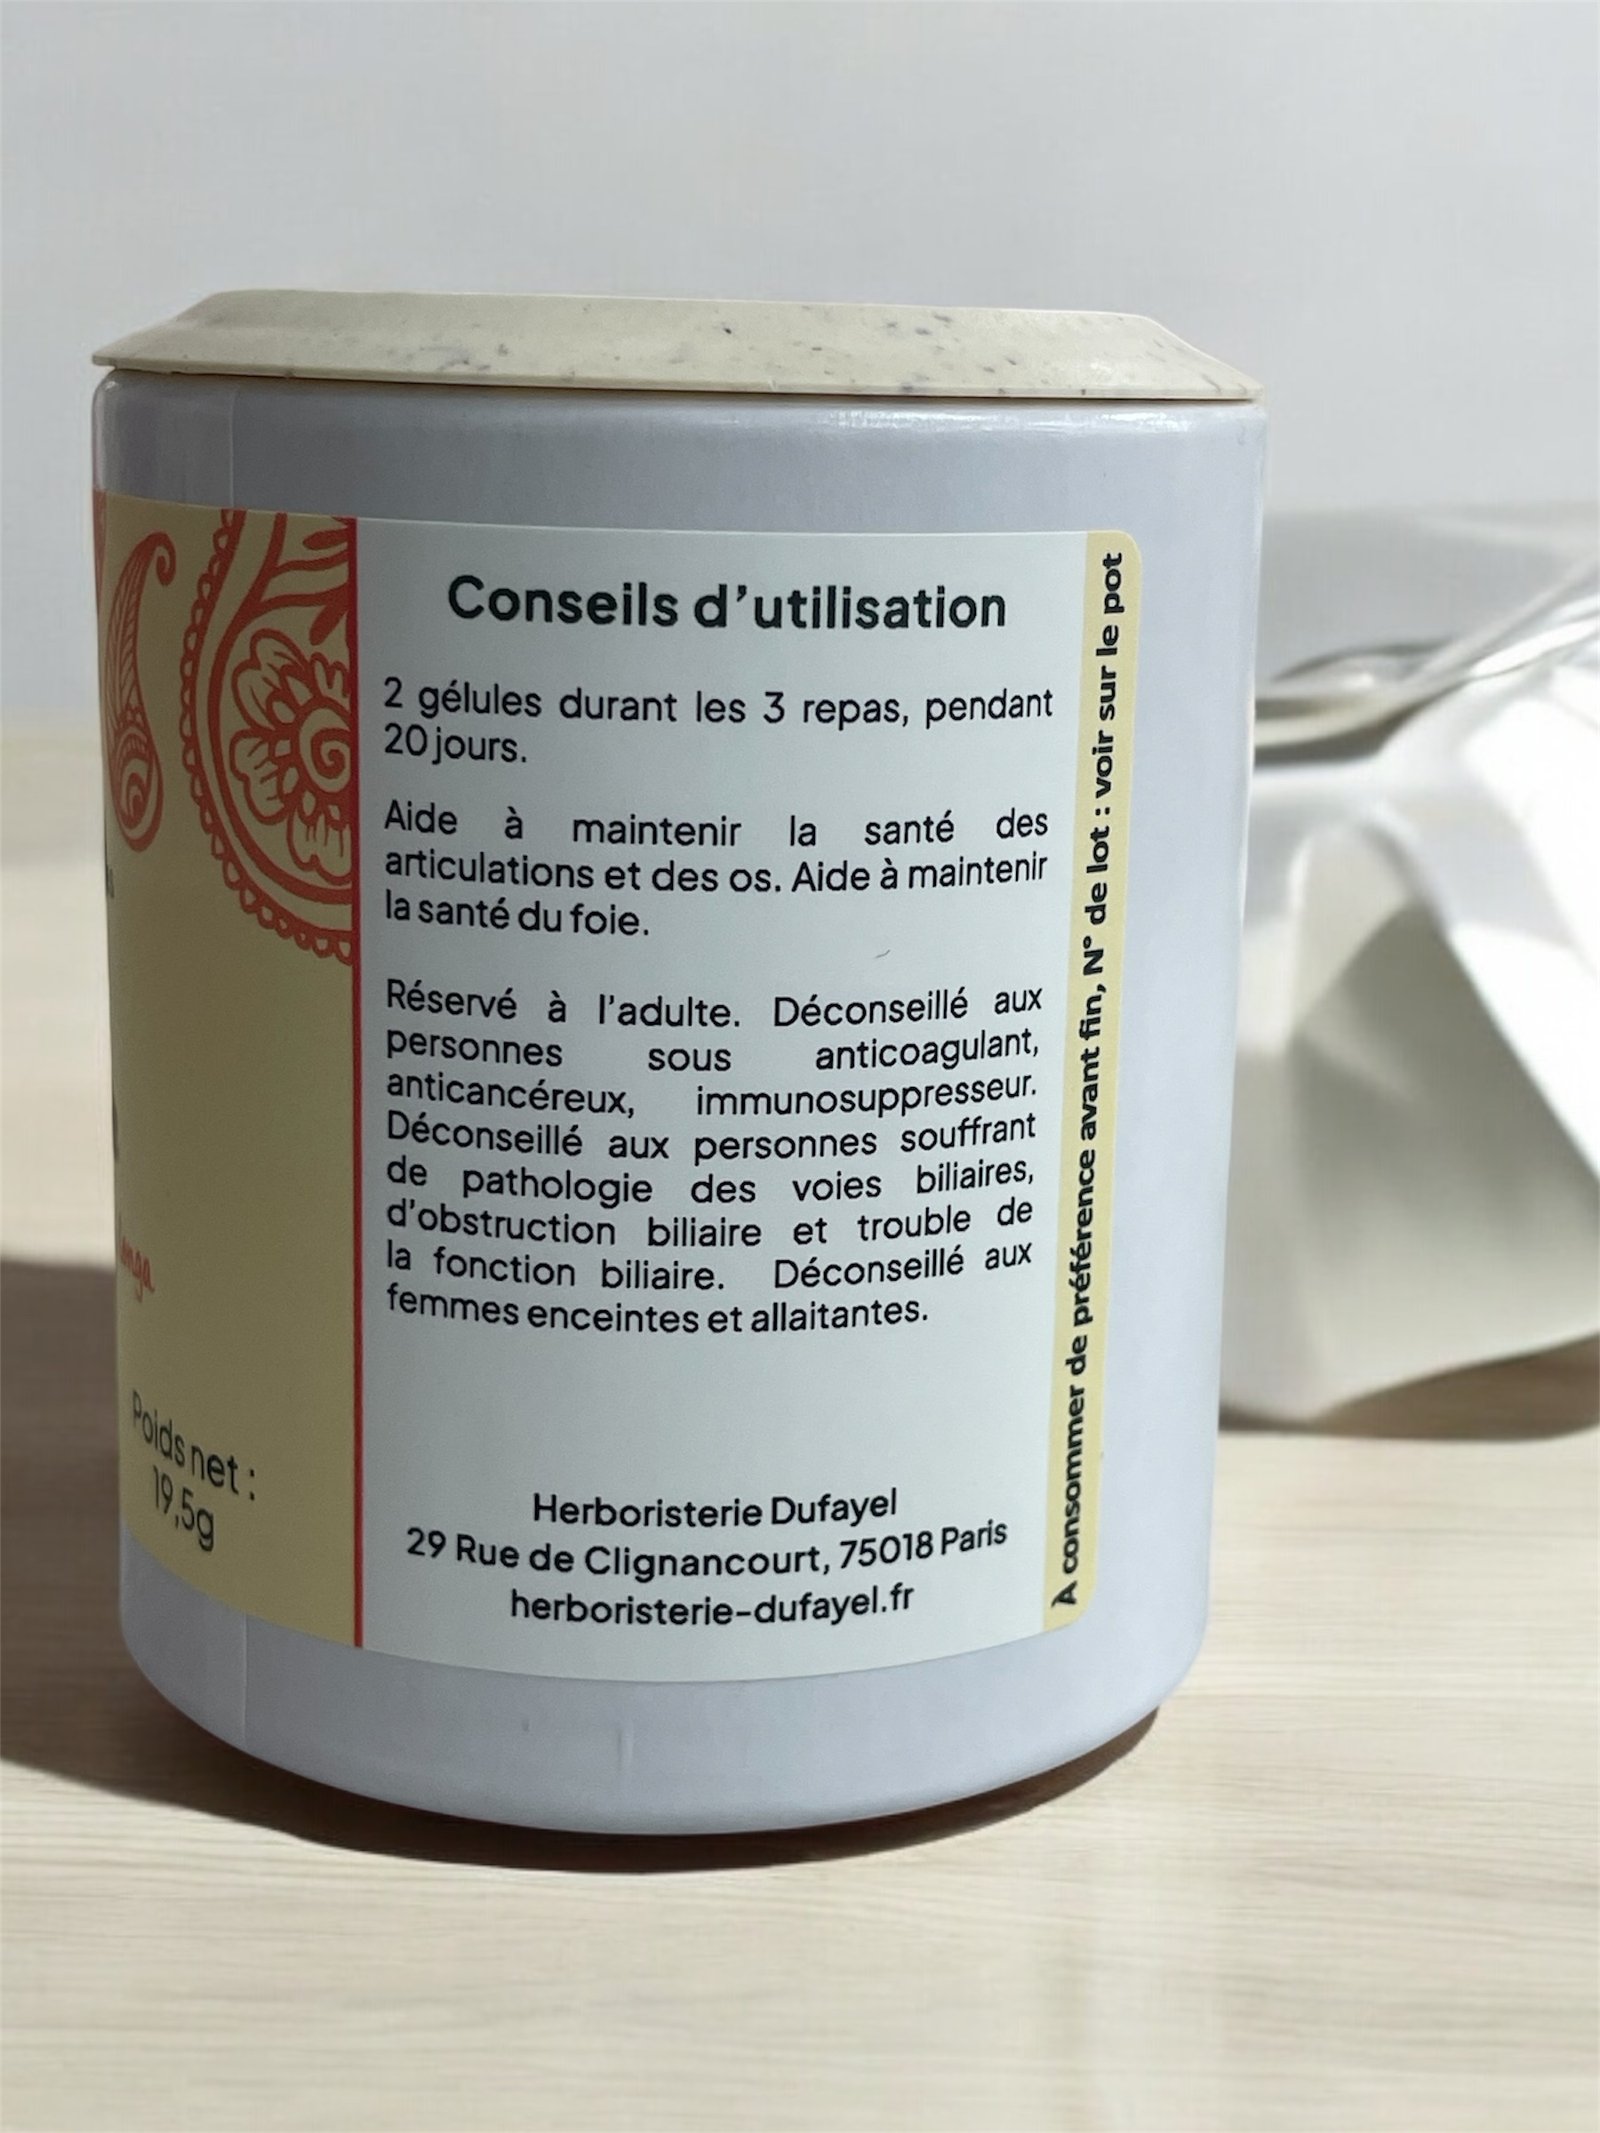 Conseils d'utilisation
2 gélules durant les 3 repas, pendant
20 jours.
Aide à maintenir la santé des
articulations et des os. Aide à maintenir
la santé du foie.
Réservé à l'adulte. Déconseillé aux
personnes sous anticoagulant,
anticancéreux, immunosuppresseur.
Déconseillé aux personnes souffrant
de pathologie des voies biliaires,
d'obstruction biliaire et trouble de
la fonction biliaire. Déconseillé aux
femmes enceintes et allaitantes.
Herboristerie Dufayel
29 Rue de Clignancourt, 75018 Paris
herboristerie-dufayel.fr
À consommer de préférence avant fin, N° de lot : voir sur le pot
Poids net :
19,5g